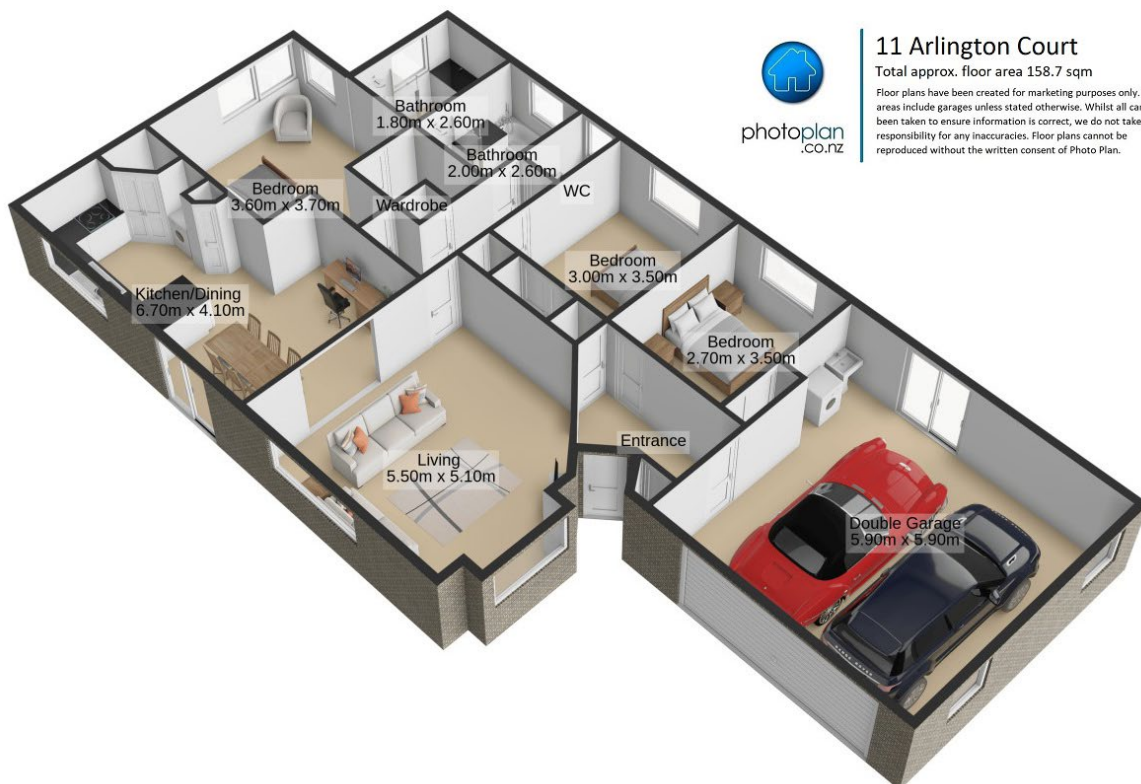 11 Arlington Court
Total approx. floor area 158.7 sqm
Floor plans have been created for marketing purposes only.
areas include garages unless stated otherwise. Whilst all
been taken to ensure information is correct, we do not take
responsibility for any inaccuracies. Floor plans cannot be
reproduced without the written consent of Photo Plan.
photoplan
.co.nz
Bathroom
1.80m x 2.60m
Bathroom
2.00m x 2.60m
Bedroom
3.60m x 3.70m
Wardrobe
WC
Bedroom
3.00m x 3.50m
Kitchen/Dining
6.70m x 4.10m
Bedroom
2.70m x 3.50m
Entrance
Living
5.50m x 5.10m
Double Garage
5.90m x 5.90m